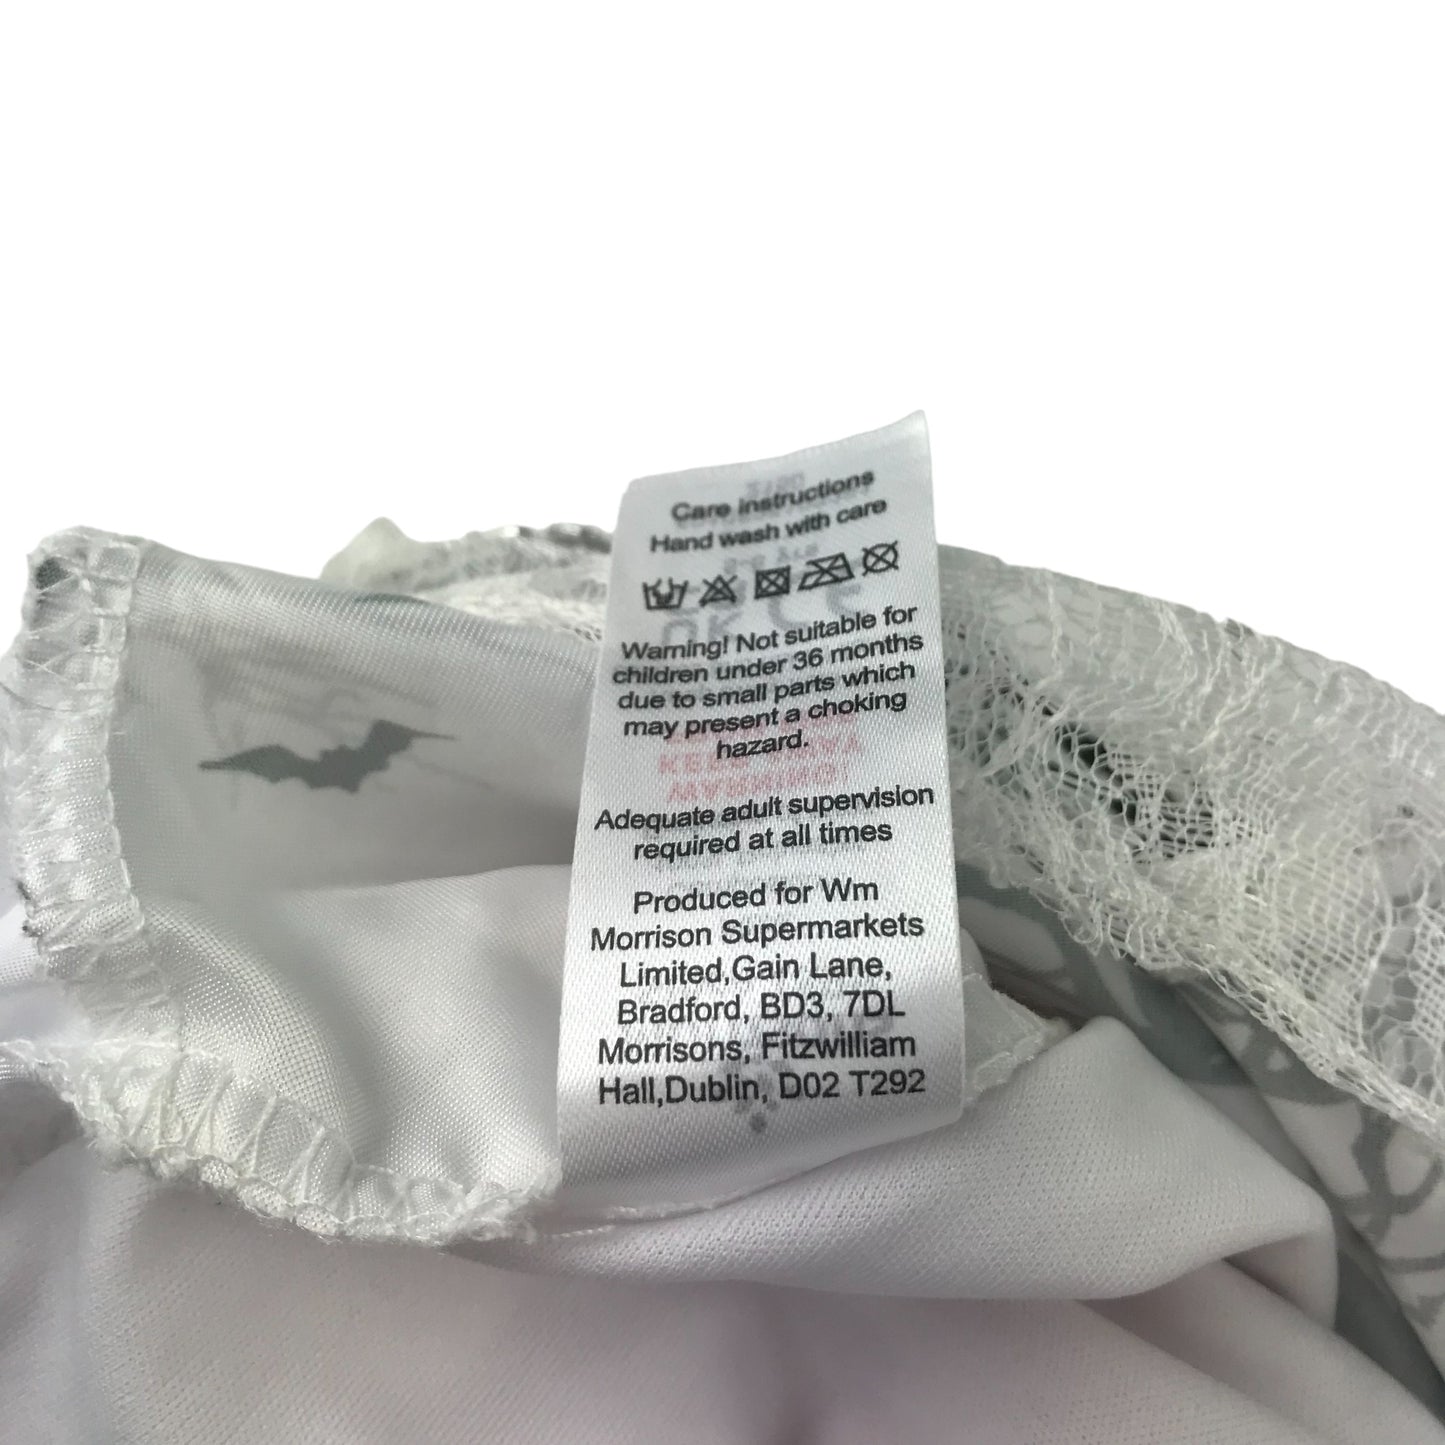 Care instructions
Hand wash with care
Warning! Not suitable for
children under 36 months
due to small parts which
may present a choking
hazard.
Adequate adult supervision
required at all times
Produced for Wm
Morrison Supermarkets
Limited,Gain Lane,
Bradford, BD3, 7DL
Morrisons, Fitzwilliam
Hall,Dublin, D02 T292